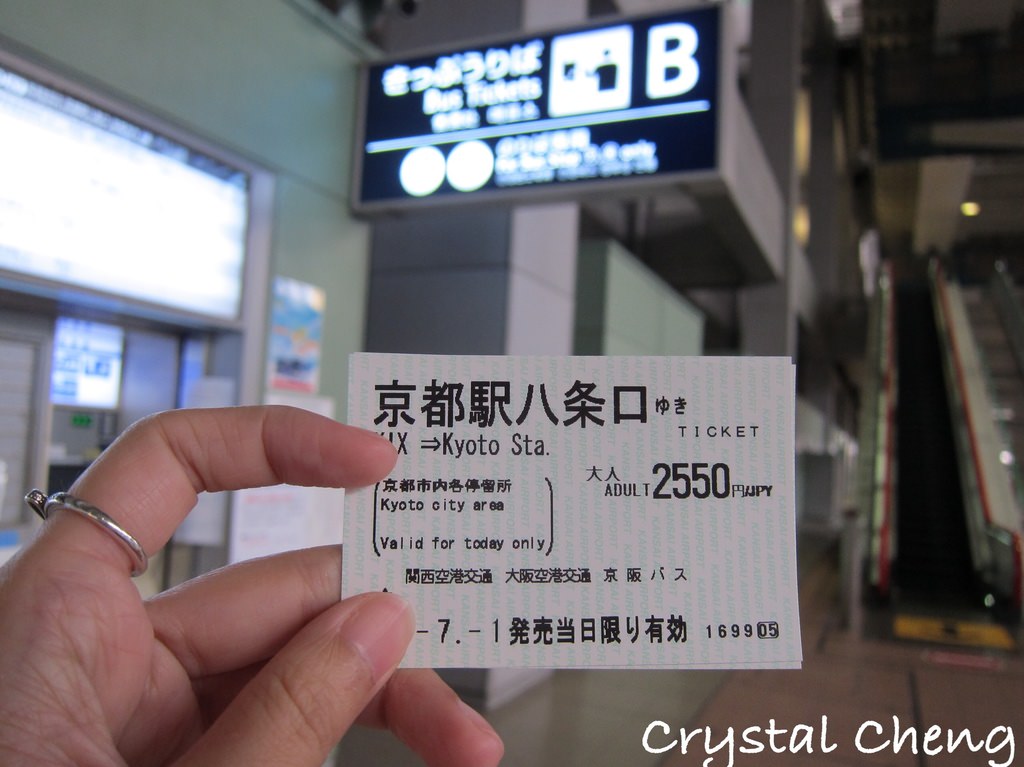 きっぷうりば
Bus Tickets
B
京都駅八条口ゆき
TICKET
KIX ⇒Kyoto Sta.
大人
ADULT 2550円/JPY
京都市内各停留所
Kyoto city area
Valid for today only
関西空港交通 大阪空港交通 京阪バス
-7.-1 発売当日限り有効 1699 05
Crystal Cheng